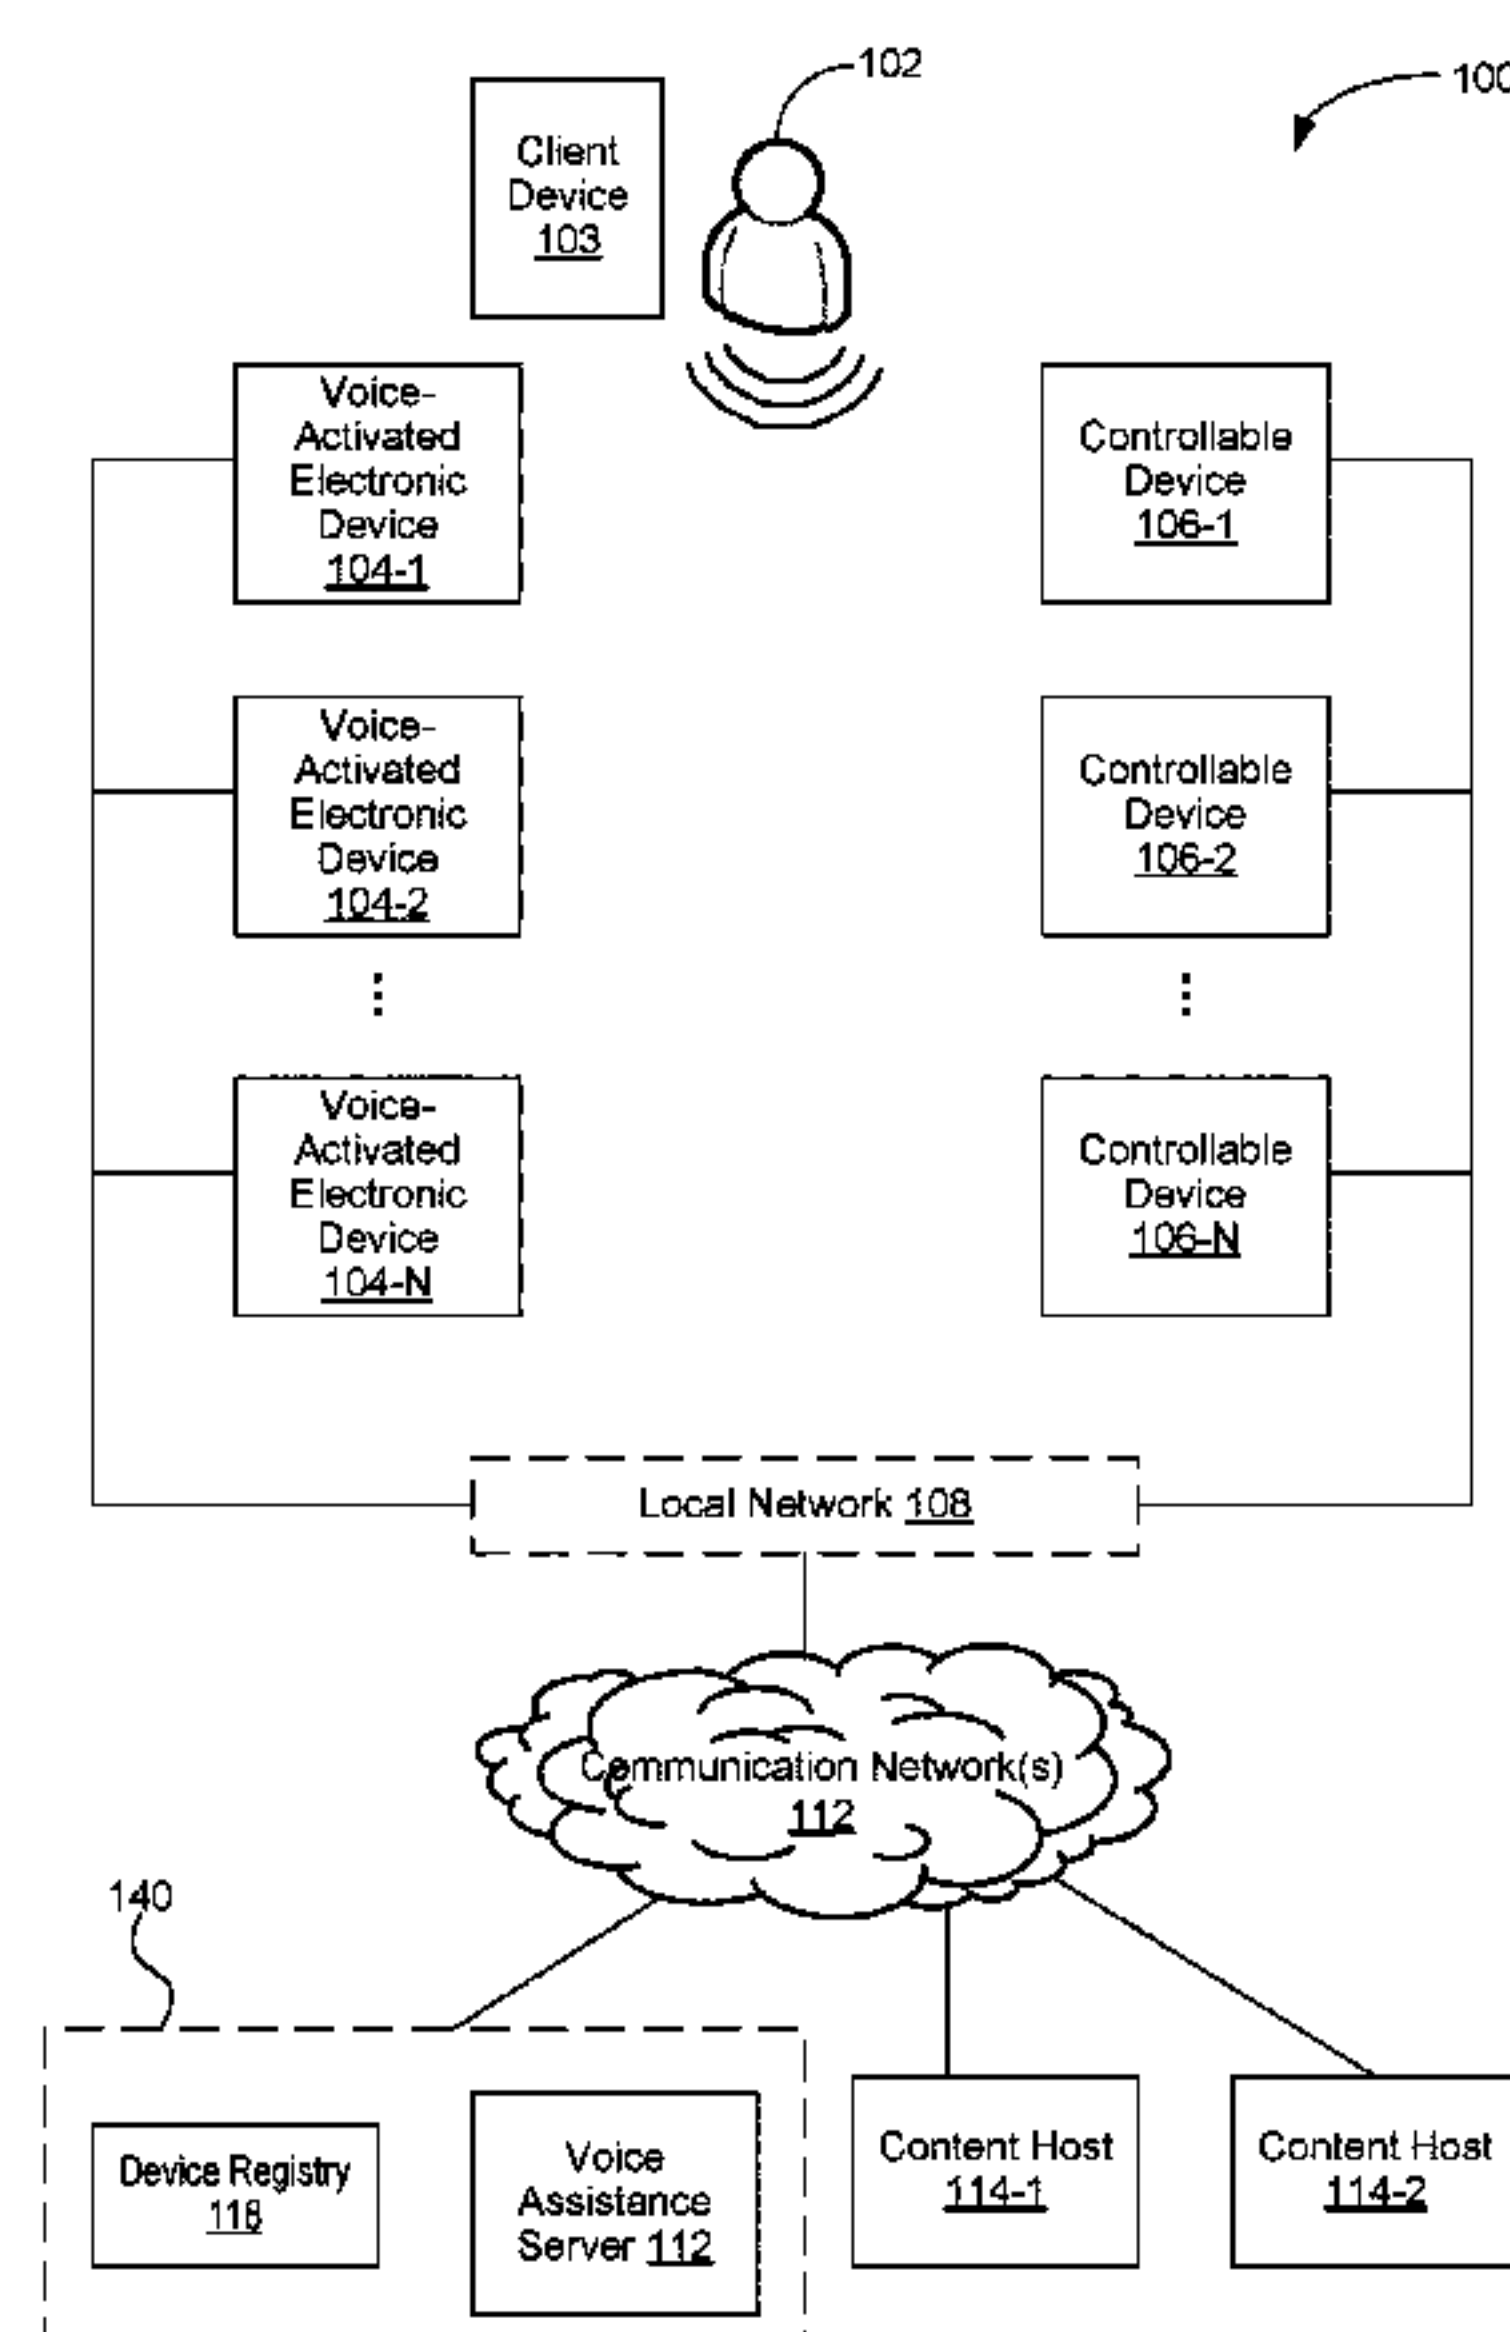 102
100
Client
Device
103
Voice-
Activated
Electronic
Device
104-1
Controllable
Device
106-1
Voice-
Activated
Electronic
Device
104-2
Controllable
Device
106-2
Voice-
Activated
Electronic
Device
104-N
Controllable
Device
106-N
Local Network 108
Communication Network(s)
112
140
Device Registry
118
Voice
Assistance
Server 112
Content Host
114-1
Content Host
114-2